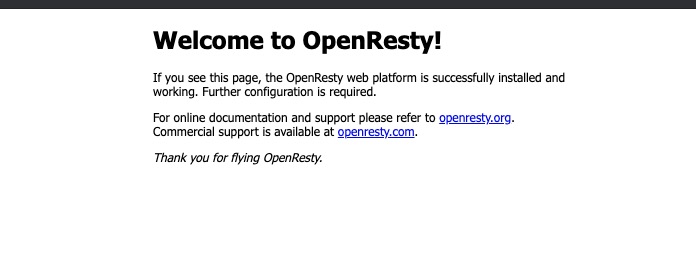 Welcome to OpenResty!
If you see this page, the OpenResty web platform is successfully installed and
working. Further configuration is required.
For online documentation and support please refer to openresty.org.
Commercial support is available at openresty.com.
Thank you for flying OpenResty.